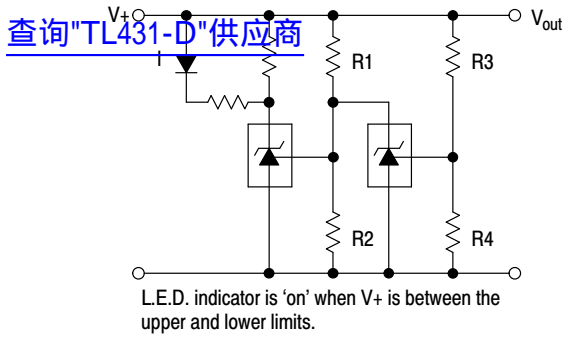 V+
Vout
查询"TL431-D"供应商
l
R1
R3
R2
R4
L.E.D. indicator is ‘on’ when V+ is between the
upper and lower limits.